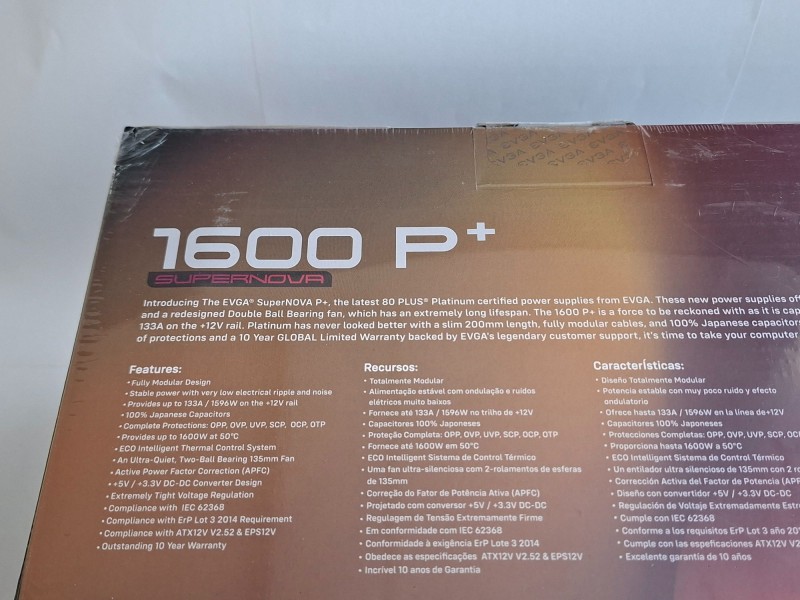 EVGA EVGA EVGA
EVGA EVGA
1600 P+
SUPERNOVA
Introducing The EVGA® SuperNOVA P+, the latest 80 PLUS® Platinum certified power supplies from EVGA. These new power supplies off
and a redesigned Double Ball Bearing fan, which has an extremely long lifespan. The 1600 P+ is a force to be reckoned with as it is cap
133A on the +12V rail. Platinum has never looked better with a slim 200mm length, fully modular cables, and 100% Japanese capacitors
of protections and a 10 Year GLOBAL Limited Warranty backed by EVGA's legendary customer support, it's time to take your computer
Features:
• Fully Modular Design
• Stable power with very low electrical ripple and noise
• Provides up to 133A / 1596W on the +12V rail
• 100% Japanese Capacitors
• Complete Protections: OPP, OVP, UVP, SCP, OCP, OTP
• Provides up to 1600W at 50°C
• ECO Intelligent Thermal Control System
• An Ultra-Quiet, Two-Ball Bearing 135mm Fan
• Active Power Factor Correction (APFC)
• +5V / +3.3V DC-DC Converter Design
• Extremely Tight Voltage Regulation
• Compliance with IEC 62368
• Compliance with ErP Lot 3 2014 Requirement
• Compliance with ATX12V V2.52 & EPS12V
• Outstanding 10 Year Warranty
Recursos:
• Totalmente Modular
• Alimentação estável com ondulação e ruídos
elétricos muito baixos
• Fornece até 133A / 1596W no trilho de +12V
• Capacitores 100% Japoneses
• Proteção Completa: OPP, OVP, UVP, SCP, OCP, OTP
• Fornece até 1600W em 50°C
• ECO Intelligent Sistema de Control Térmico
• Uma fan ultra-silenciosa com 2-rolamentos de esferas
de 135mm
• Correção do Fator de Potência Ativa (APFC)
• Projetado com conversor +5V / +3.3V DC-DC
• Regulagem de Tensão Extremamente Firme
• Em conformidade com IEC 62368
• Conformidade à exigência ErP Lote 3 2014
• Obedece as especificações ATX12V V2.52 & EPS12V
• Incrível 10 anos de Garantia
Características:
• Diseño Totalmente Modular
• Potencia estable con muy poco ruido y efecto
ondulatorio
• Ofrece hasta 133A / 1596W en la línea de+12V
• Capacitores 100% Japoneses
• Protecciones Completas: OPP, OVP, UVP, SCP, OC
• Proporciona hasta 1600W a 50°C
• ECO Intelligent Sistema de Control Térmico
• Un entilador ultra silencioso de 135mm con 2 ro
• Corrección Activa del Factor de Potencia (APF
• Diseño con convertidor +5V / +3.3V DC-DC
• Regulación de Voltaje Extremadamente Estr
• Cumple con IEC 62368
• Conforme a los requisitos ErP Lot 3 año 201
• Cumple con las espeficaciones ATX12V V2
• Excelente garantía de 10 años